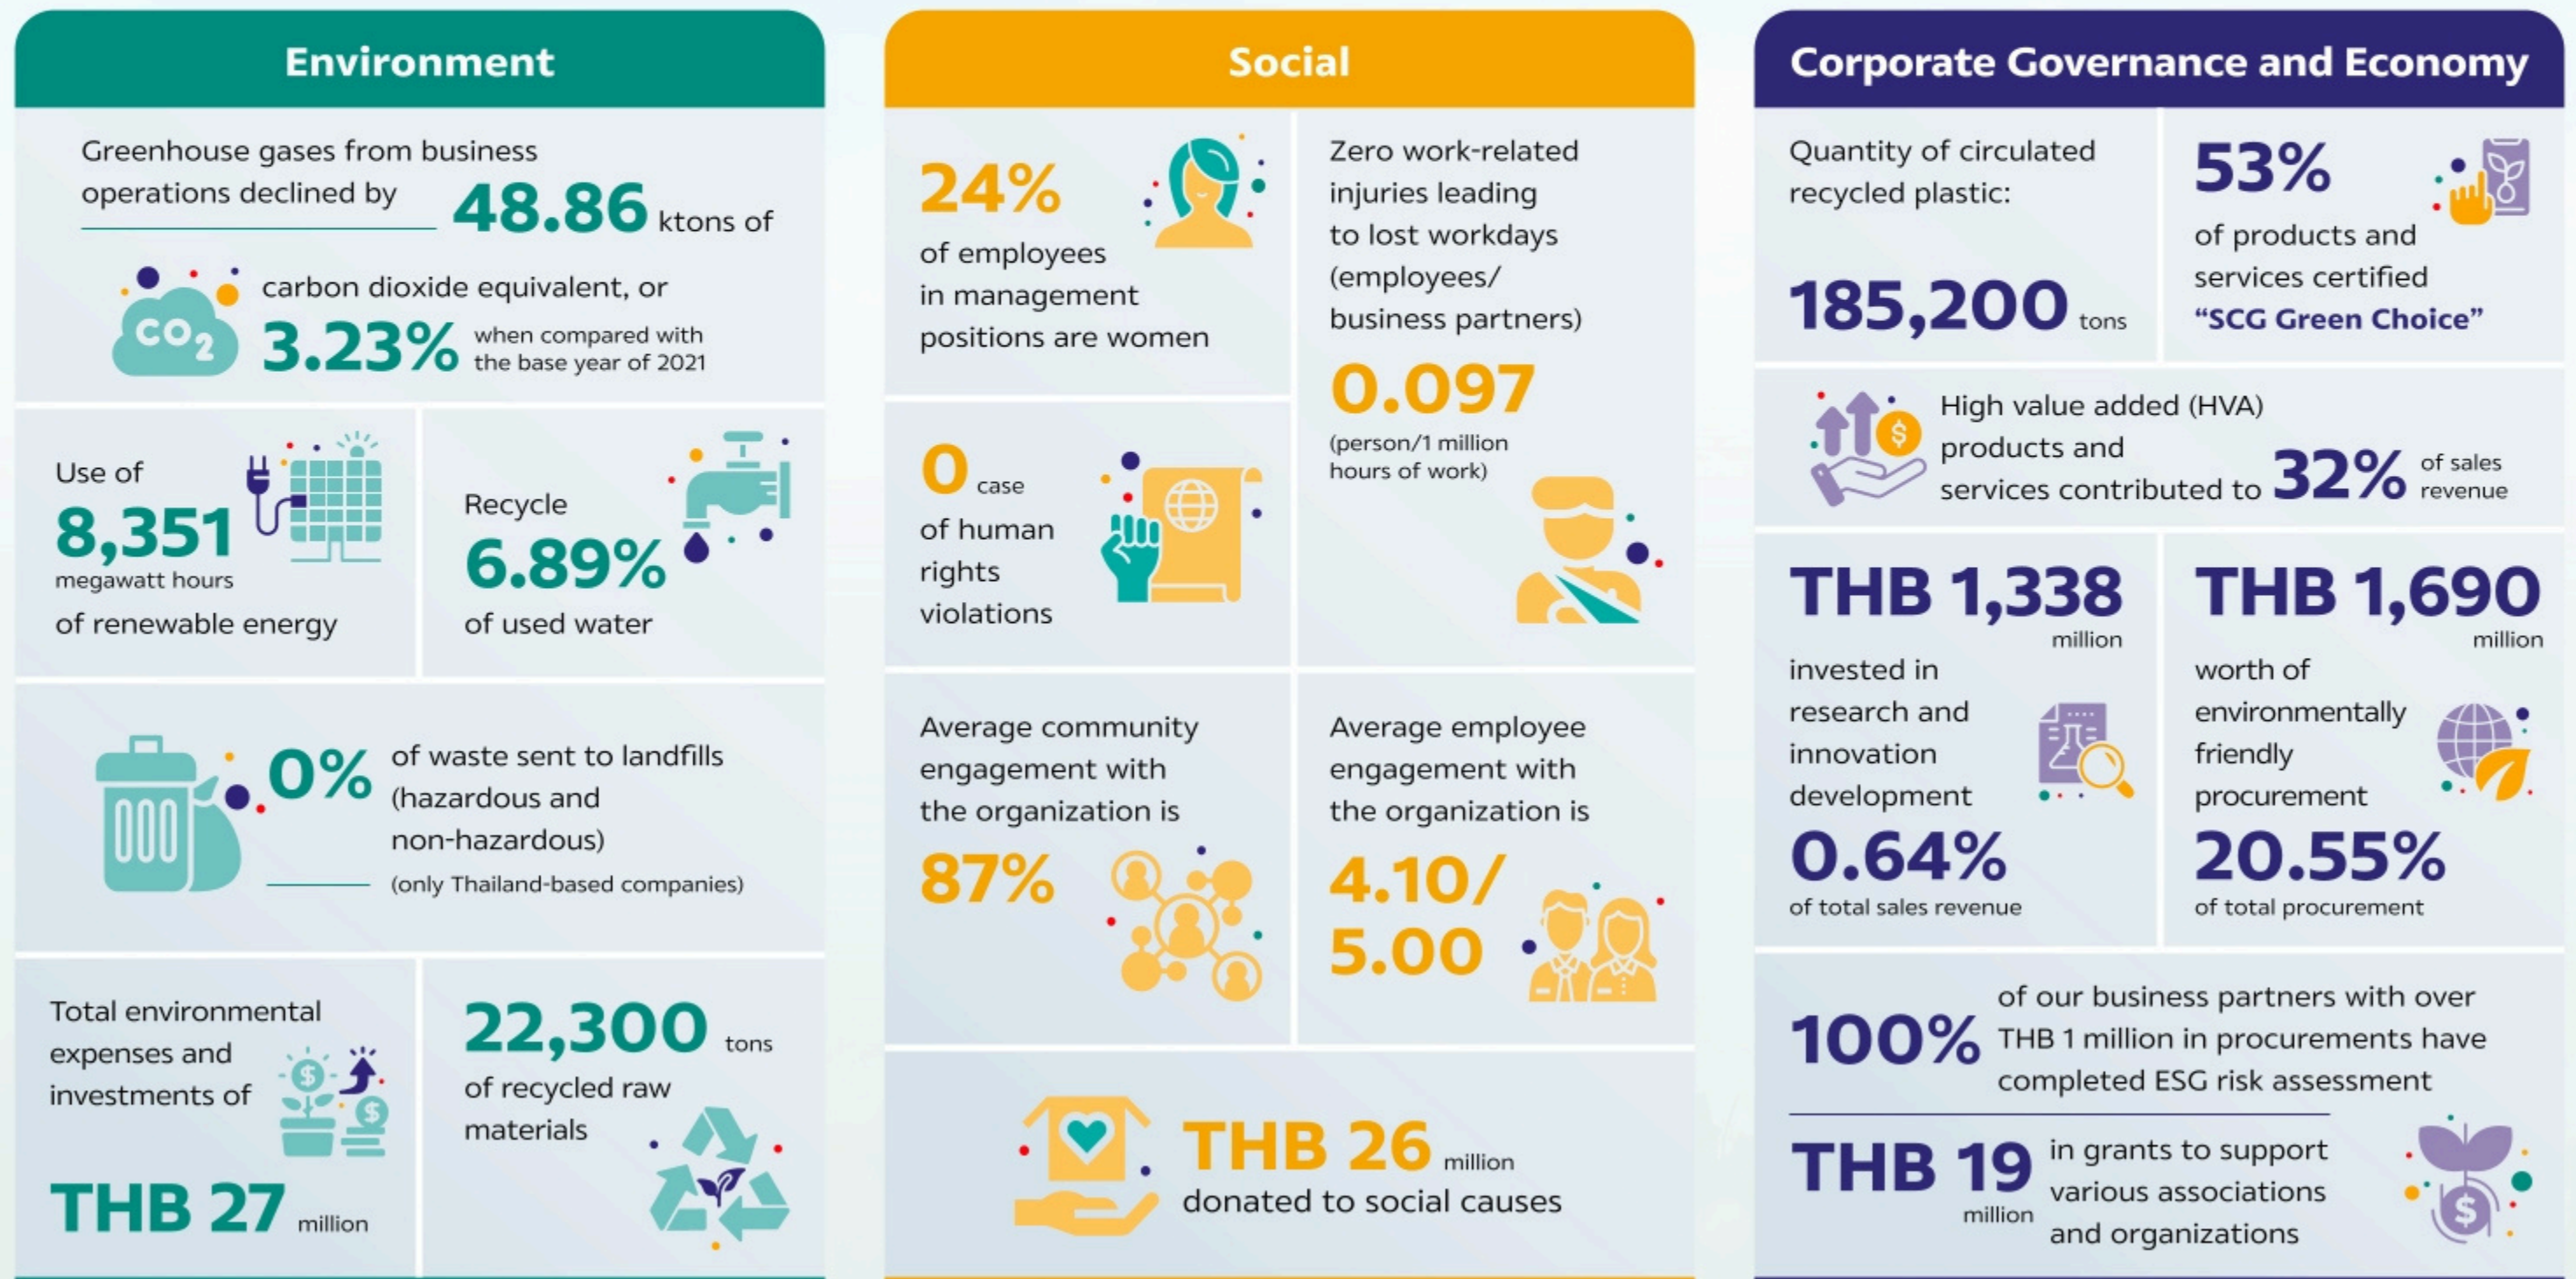 Environment
Greenhouse gases from business
operations declined by 48.86 ktons of
CO2
carbon dioxide equivalent, or
3.23% when compared with
the base year of 2021
Use of
8,351
megawatt hours
of renewable energy
Recycle
6.89%
of used water
0% of waste sent to landfills
(hazardous and
non-hazardous)
(only Thailand-based companies)
Total environmental
expenses and
investments of
THB 27 million
22,300 tons
of recycled raw
materials
Social
24%
of employees
in management
positions are women
Zero work-related
injuries leading
to lost workdays
(employees/
business partners)
0.097
(person/1 million
hours of work)
0 case
of human
rights
violations
Average community
engagement with
the organization is
87%
Average employee
engagement with
the organization is
4.10/
5.00
THB 26 million
donated to social causes
Corporate Governance and Economy
Quantity of circulated
recycled plastic:
185,200 tons
53%
of products and
services certified
“SCG Green Choice”
High value added (HVA)
products and
services contributed to 32% of sales
revenue
THB 1,338
million
invested in
research and
innovation
development
0.64%
of total sales revenue
THB 1,690
million
worth of
environmentally
friendly
procurement
20.55%
of total procurement
100% of our business partners with over
THB 1 million in procurements have
completed ESG risk assessment
THB 19
million
in grants to support
various associations
and organizations